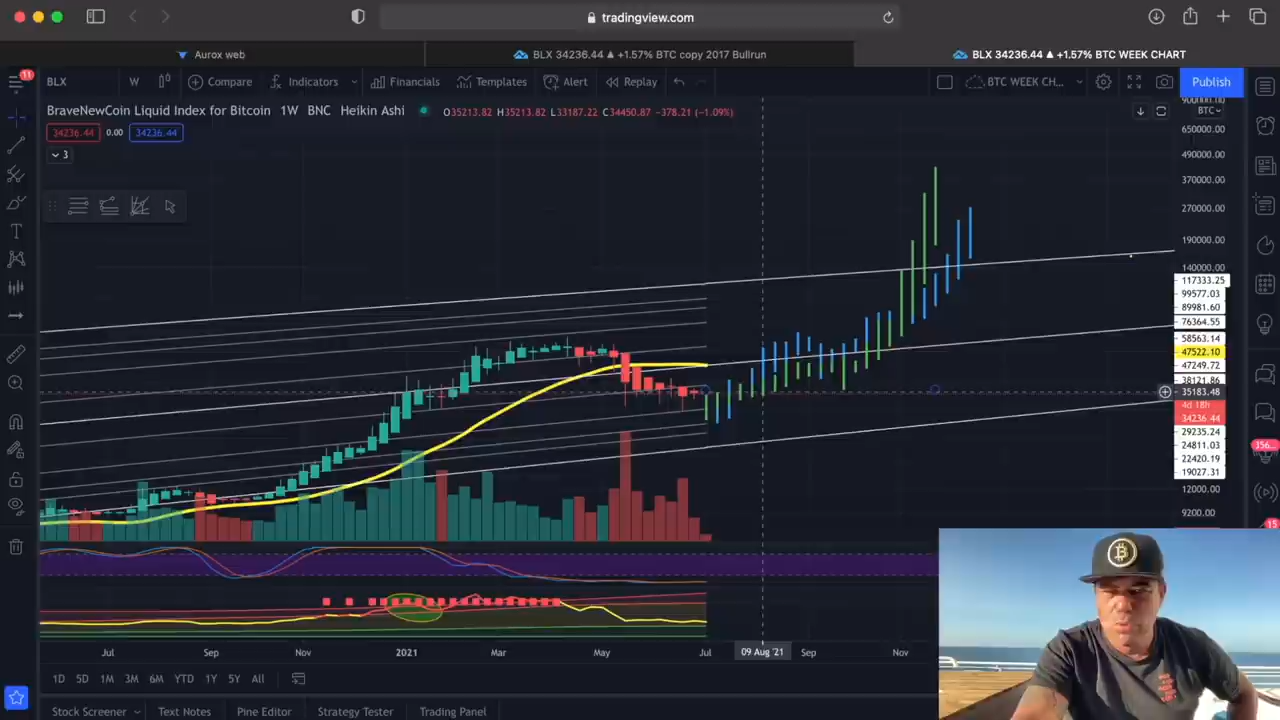 tradingview.com
Aurox web
BLX 34236.44 ▲ +1.57% BTC copy 2017 Bullrun
BLX 34236.44 ▲ +1.57% BTC WEEK CHART
11
BLX
W
Compare
Indicators
Financials
Templates
Alert
Replay
BTC WEEK CH...
Publish
BraveNewCoin Liquid Index for Bitcoin 1W BNC Heikin Ashi
O35213.82 H35213.82 L33187.22 C34450.87 −378.21 (−1.09%)
34236.44 0.00 34236.44
3
900000.00
BTC
650000.00
490000.00
370000.00
270000.00
190000.00
140000.00
117333.25
99577.03
89981.60
76364.55
58563.14
47522.10
47249.72
38121.86
35183.48
4d 18h
34236.44
29235.24
24811.03
22420.19
19027.31
12000.00
9200.00
356...
15
Jul Sep Nov 2021 Mar May Jul 09 Aug '21 Sep Nov
1D 5D 1M 3M 6M YTD 1Y 5Y All
Stock Screener Text Notes Pine Editor Strategy Tester Trading Panel